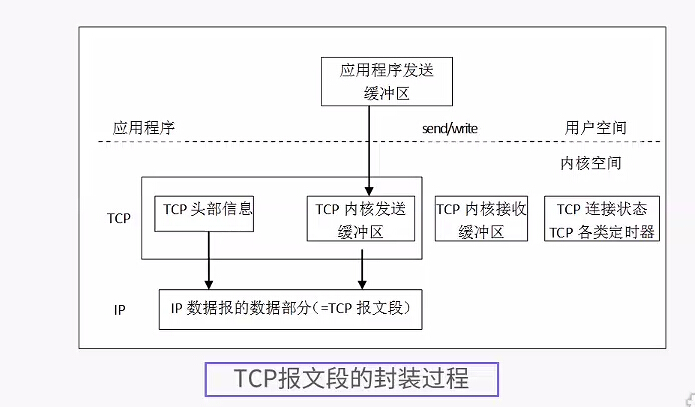 应用程序发送
缓冲区
应用程序
send/write
用户空间
内核空间
TCP
TCP 头部信息
TCP 内核发送
缓冲区
TCP 内核接收
缓冲区
TCP 连接状态
TCP 各类定时器
IP
IP 数据报的数据部分(=TCP 报文段)
TCP报文段的封装过程